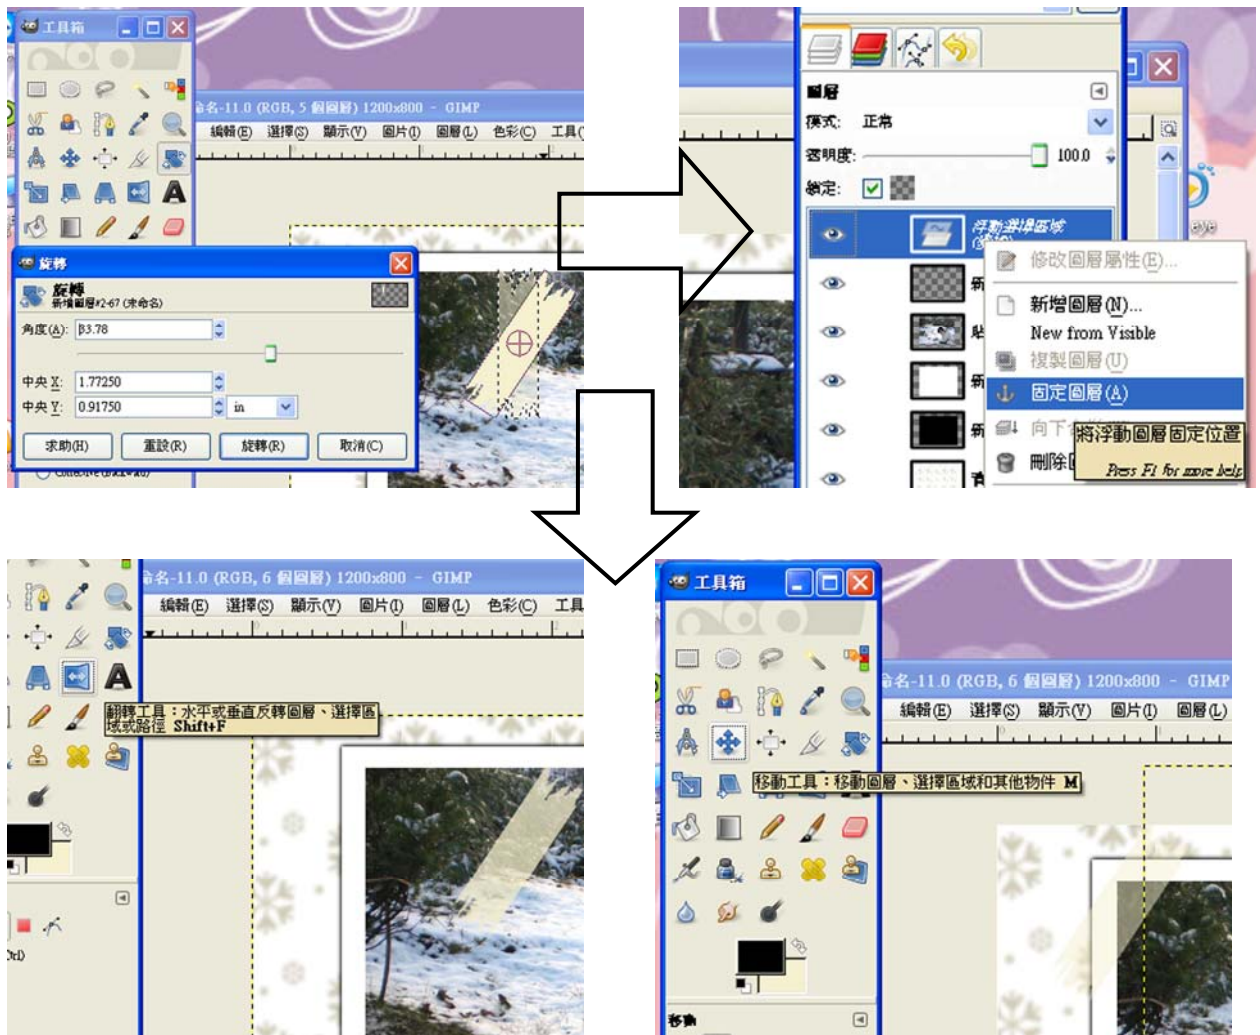 工具箱
命名-11.0 (RGB, 5 個圖層) 1200x800 - GIMP
編輯(E) 選擇(S) 顯示(V) 圖片(I) 圖層(L) 色彩(C) 工具(
旋轉
旋轉
新增圖層#2-67 (未命名)
角度(A): 33.78
中央 X: 1.77250
中央 Y: 0.91750 in
求助(H) 重設(R) 旋轉(R) 取消(C)
圖層
模式: 正常
透明度: 100.0
鎖定:
浮動選擇區域
eye
新
貼
新
新
修改圖層屬性(E)...
新增圖層(N)...
New from Visible
複製圖層(U)
固定圖層(A)
向下合
刪除圖
將浮動圖層固定位置
Press F1 for more help
命名-11.0 (RGB, 6 個圖層) 1200x800 - GIMP
編輯(E) 選擇(S) 顯示(V) 圖片(I) 圖層(L) 色彩(C) 工具
翻轉工具：水平或垂直反轉圖層、選擇區
域或路徑 Shift+F
工具箱
命名-11.0 (RGB, 6 個圖層) 1200x800 - GIMP
編輯(E) 選擇(S) 顯示(V) 圖片(I) 圖層(L)
移動工具：移動圖層、選擇區域和其他物件 M
移動